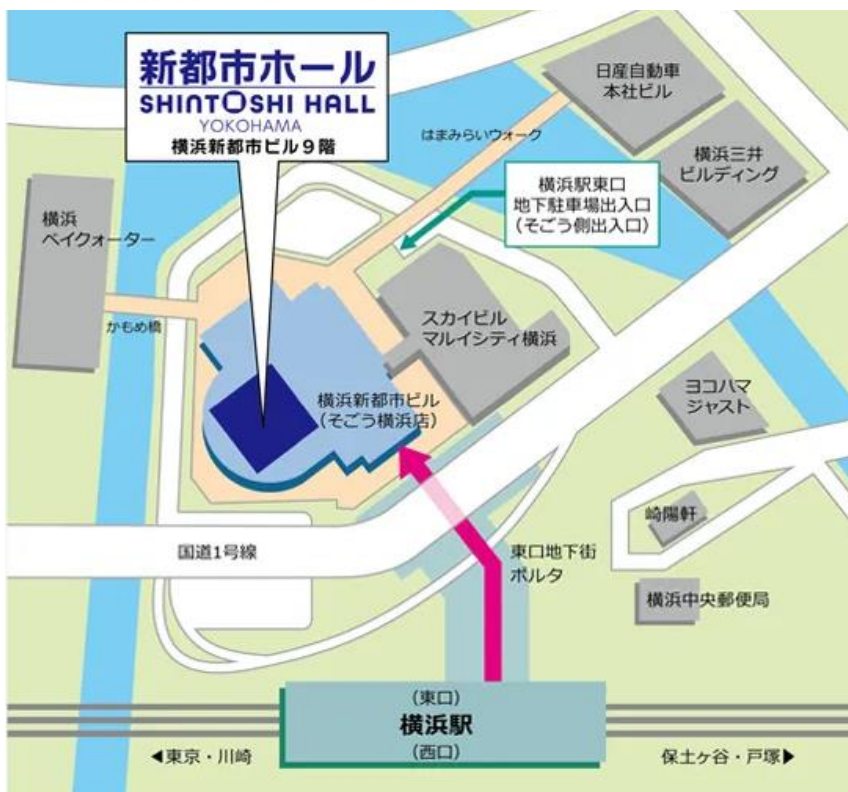 新都市ホール
SHINTOSHI HALL
YOKOHAMA
横浜新都市ビル９階
日産自動車
本社ビル
はまみらいウォーク
横浜三井
ビルディング
横浜駅東口
地下駐車場出入口
(そごう側出入口)
横浜
ベイクォーター
かもめ橋
スカイビル
マルイシティ横浜
横浜新都市ビル
(そごう横浜店)
ヨコハマ
ジャスト
崎陽軒
国道1号線
東口地下街
ポルタ
横浜中央郵便局
(東口)
横浜駅
(西口)
◀東京・川崎
保土ヶ谷・戸塚▶